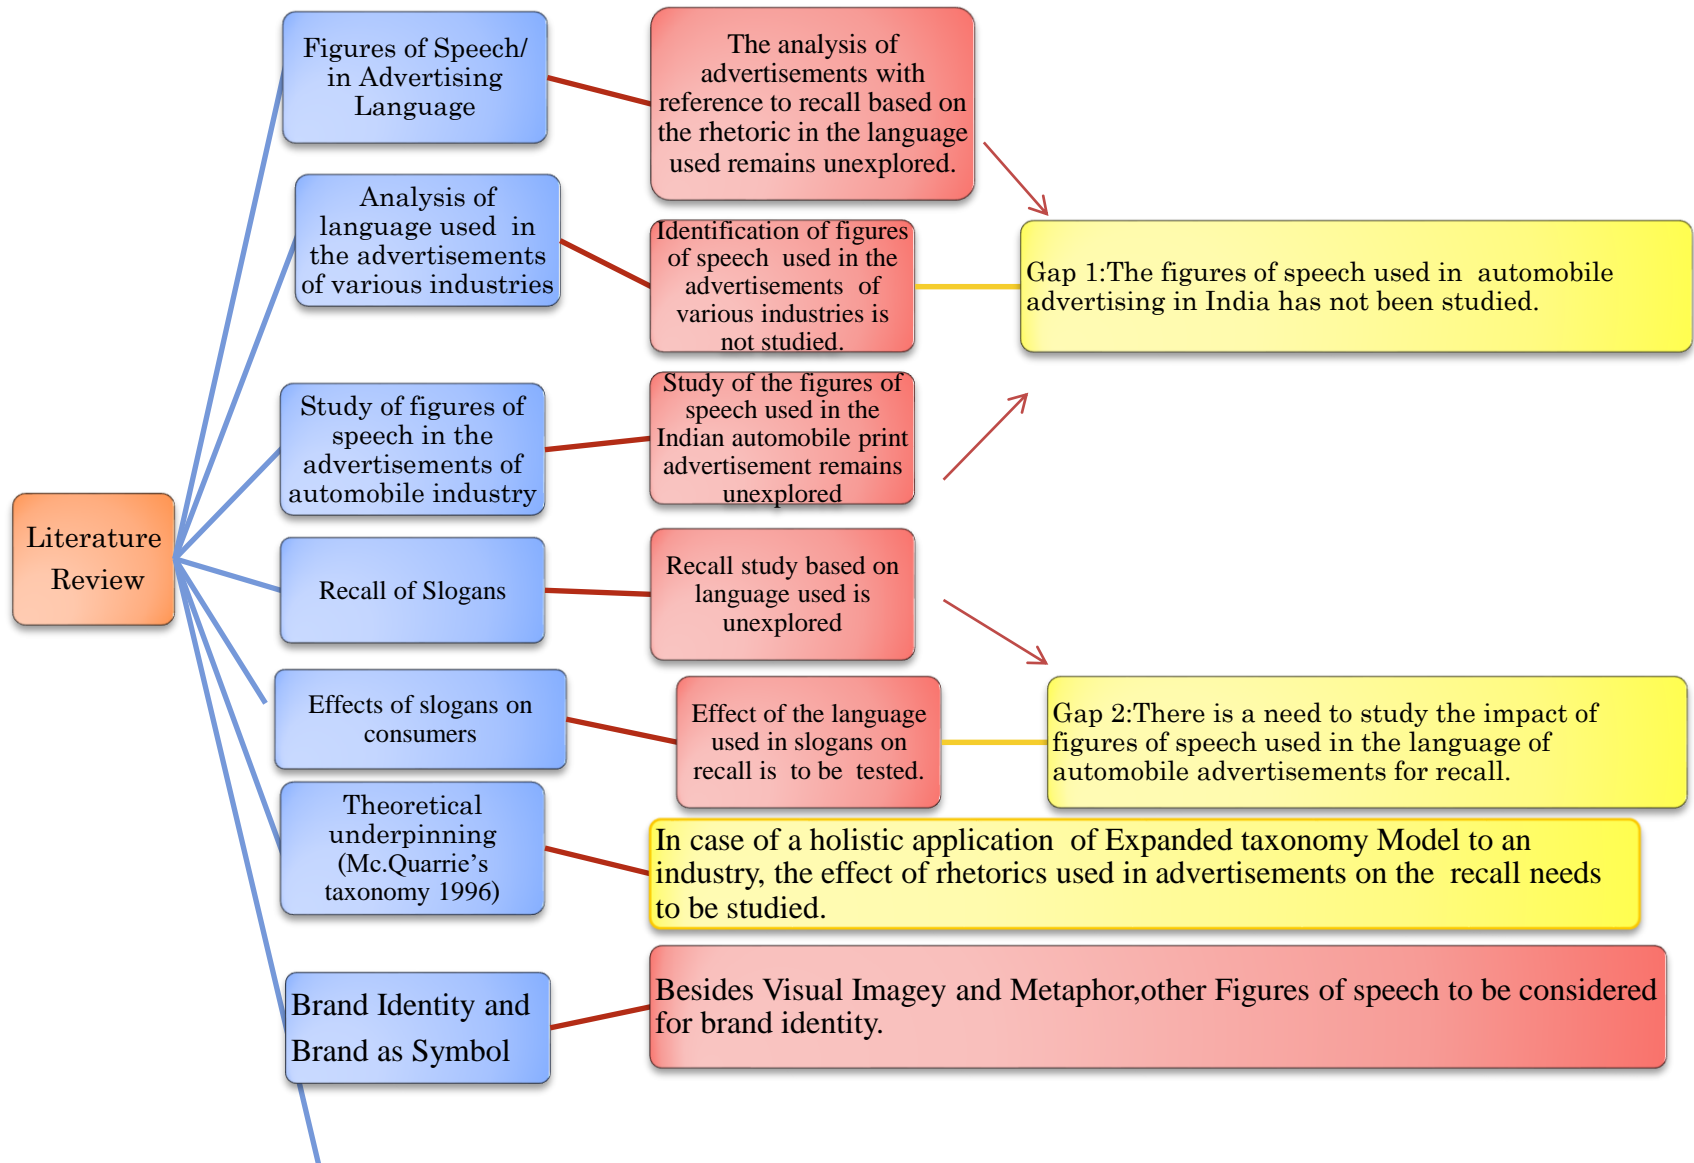 Literature
Review
Figures of Speech/
in Advertising
Language
The analysis of
advertisements with
reference to recall based on
the rhetoric in the language
used remains unexplored.
Analysis of
language used in
the advertisements
of various industries
Identification of figures
of speech used in the
advertisements of
various industries is
not studied.
Gap 1:The figures of speech used in automobile
advertising in India has not been studied.
Study of figures of
speech in the
advertisements of
automobile industry
Study of the figures of
speech used in the
Indian automobile print
advertisement remains
unexplored
Recall of Slogans
Recall study based on
language used is
unexplored
Effects of slogans on
consumers
Effect of the language
used in slogans on
recall is to be tested.
Gap 2:There is a need to study the impact of
figures of speech used in the language of
automobile advertisements for recall.
Theoretical
underpinning
(Mc.Quarrie's
taxonomy 1996)
In case of a holistic application of Expanded taxonomy Model to an
industry, the effect of rhetorics used in advertisements on the recall needs
to be studied.
Brand Identity and
Brand as Symbol
Besides Visual Imagey and Metaphor,other Figures of speech to be considered
for brand identity.